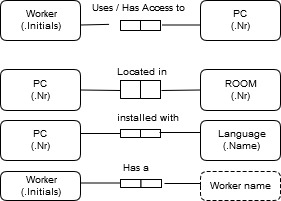 Worker
(.Initials)
Uses / Has Access to
PC
(.Nr)
PC
(.Nr)
Located in
ROOM
(.Nr)
PC
(.Nr)
installed with
Language
(.Name)
Worker
(.Initials)
Has a
Worker name